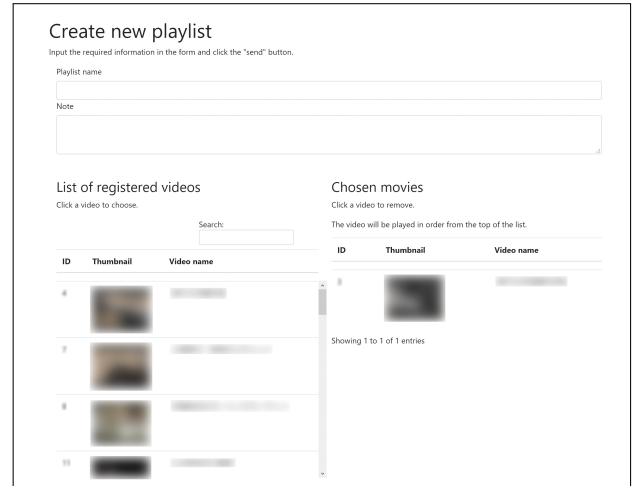 Create new playlist
Input the required information in the form and click the "send" button.
Playlist name
Note
List of registered videos
Click a video to choose.
Search:
ID Thumbnail Video name
4
7
11
Chosen movies
Click a video to remove.
The video will be played in order from the top of the list.
ID Thumbnail Video name
Showing 1 to 1 of 1 entries